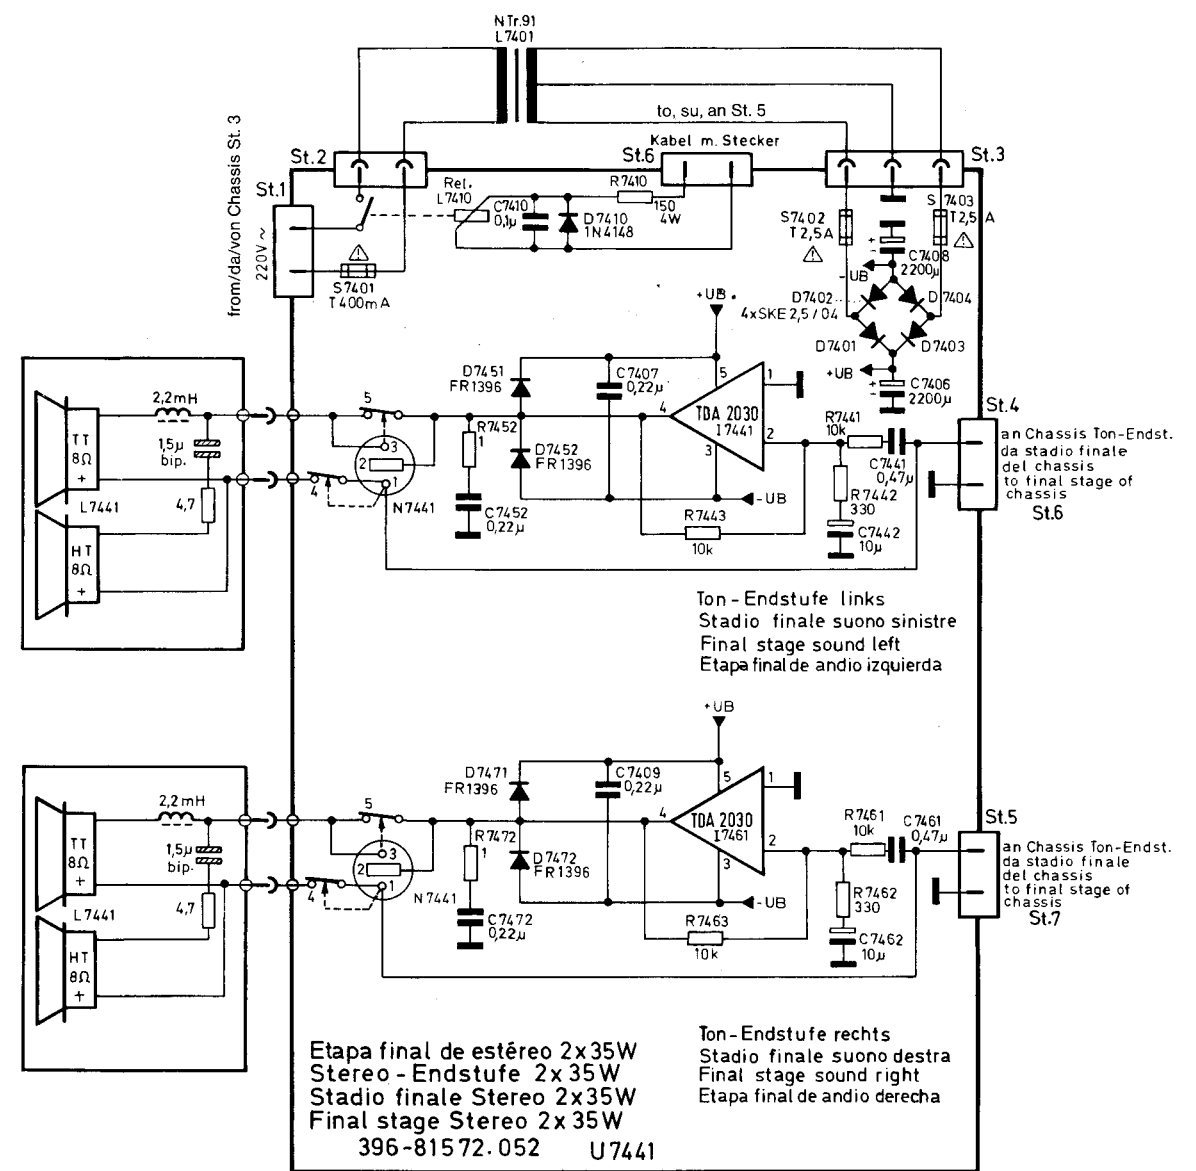 NTr.91
L7401
to, su, an St. 5
from/da/von Chassis St. 3
St.2
St.6
Kabel m. Stecker
St.3
St.1
220V ~
Rel.
L7410
C7410
0,1µ
D7410
1N4148
R7410
150
4W
S7401
T400mA
S7402
T2,5A
S7403
T2,5A
+
-
C7408
2200µ
-UB
D7402
4xSKE2,5/04
D7404
D7401
D7403
+UB
+
-
C7406
2200µ
+UB
D7451
FR1396
C7407
0,22µ
5
1
4
TDA 2030
I7441
2
3
-UB
R7441
10k
C7441
0,47µ
R7442
330
C7442
10µ
R7443
10k
R7452
1
D7452
FR1396
C7452
0,22µ
5
3
2
1
4
N7441
2,2mH
1,5µ
bip.
4,7
TT
8Ω
+
L7441
HT
8Ω
+
St.4
an Chassis Ton-Endst.
da stadio finale
del chassis
to final stage of
chassis
St.6
Ton-Endstufe links
Stadio finale suono sinistre
Final stage sound left
Etapa final de andio izquierda
+UB
D7471
FR1396
C7409
0,22µ
5
1
4
TDA 2030
I7461
2
3
-UB
R7461
10k
C7461
0,47µ
R7462
330
C7462
10µ
R7463
10k
R7472
1
D7472
FR1396
C7472
0,22µ
5
3
2
1
4
N7441
2,2mH
1,5µ
bip.
4,7
TT
8Ω
+
L7441
HT
8Ω
+
St.5
an Chassis Ton-Endst.
da stadio finale
del chassis
to final stage of
chassis
St.7
Ton-Endstufe rechts
Stadio finale suono destra
Final stage sound right
Etapa final de andio derecha
Etapa final de estéreo 2x35W
Stereo-Endstufe 2x35W
Stadio finale Stereo 2x35W
Final stage Stereo 2x35W
396-81572.052 U7441